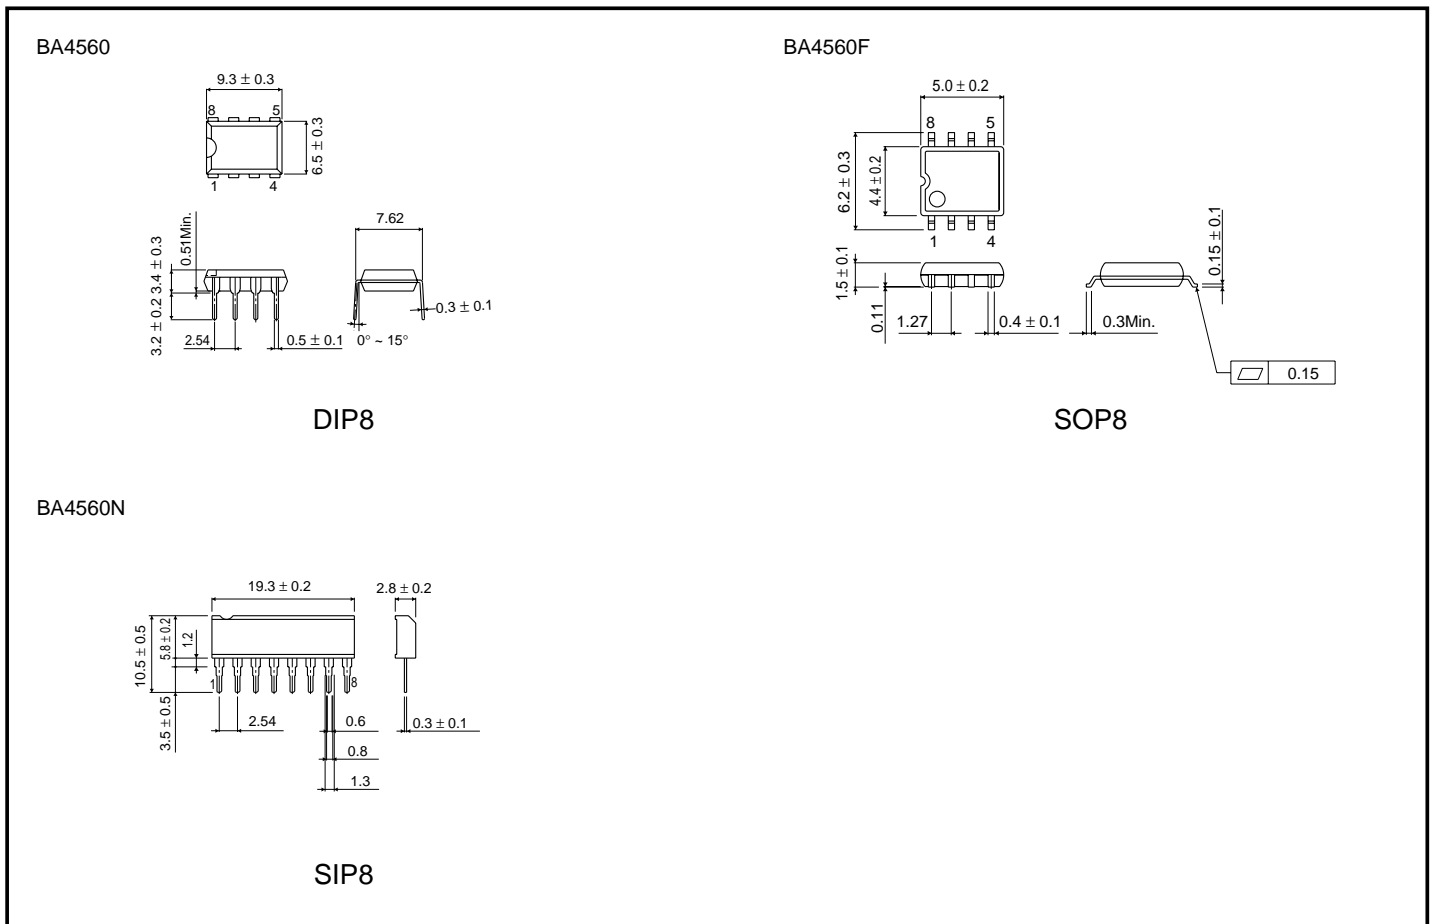 BA4560
9.3 ± 0.3
8 5
6.5 ± 0.3
1 4
0.51Min.
3.2 ± 0.2 3.4 ± 0.3
7.62
0.3 ± 0.1
2.54
0.5 ± 0.1
0° ~ 15°
DIP8
BA4560F
5.0 ± 0.2
8 5
6.2 ± 0.3
4.4 ± 0.2
1 4
1.5 ± 0.1
0.11
1.27
0.4 ± 0.1
0.3Min.
0.15 ± 0.1
0.15
SOP8
BA4560N
19.3 ± 0.2
2.8 ± 0.2
10.5 ± 0.5
5.8 ± 0.2
1.2
3.5 ± 0.5
1 8
2.54
0.6
0.3 ± 0.1
0.8
1.3
SIP8